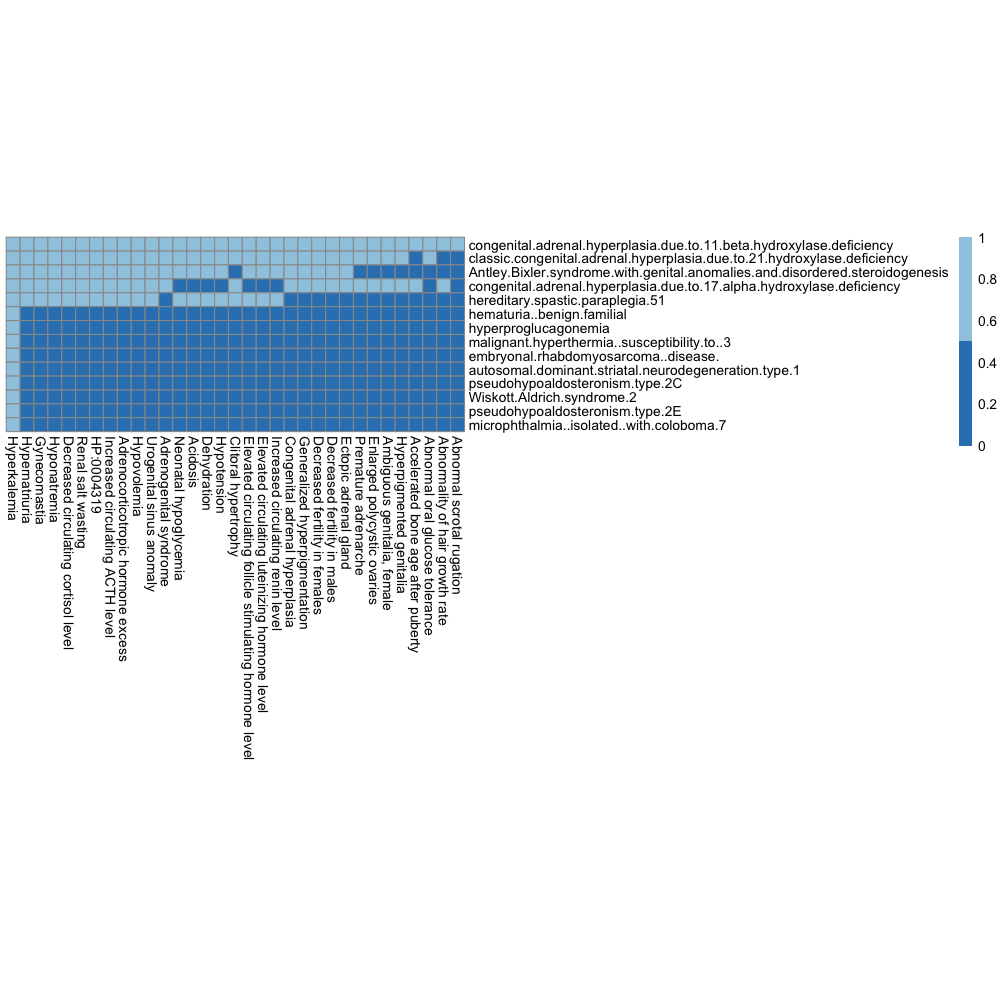 congenital.adrenal.hyperplasia.due.to.11.beta.hydroxylase.deficiency
classic.congenital.adrenal.hyperplasia.due.to.21.hydroxylase.deficiency
Antley.Bixler.syndrome.with.genital.anomalies.and.disordered.steroidogenesis
congenital.adrenal.hyperplasia.due.to.17.alpha.hydroxylase.deficiency
hereditary.spastic.paraplegia.51
hematuria..benign.familial
hyperproglucagonemia
malignant.hyperthermia..susceptibility.to..3
embryonal.rhabdomyosarcoma..disease.
autosomal.dominant.striatal.neurodegeneration.type.1
pseudohypoaldosteronism.type.2C
Wiskott.Aldrich.syndrome.2
pseudohypoaldosteronism.type.2E
microphthalmia..isolated..with.coloboma.7
1
0.8
0.6
0.4
0.2
0
Hyperkalemia
Hypernatriuria
Gynecomastia
Hyponatremia
Decreased circulating cortisol level
Renal salt wasting
HP:0004319
Increased circulating ACTH level
Adrenocorticotropic hormone excess
Hypovolemia
Urogenital sinus anomaly
Adrenogenital syndrome
Neonatal hypoglycemia
Acidosis
Dehydration
Hypotension
Clitoral hypertrophy
Elevated circulating follicle stimulating hormone level
Elevated circulating luteinizing hormone level
Increased circulating renin level
Congenital adrenal hyperplasia
Generalized hyperpigmentation
Decreased fertility in females
Decreased fertility in males
Ectopic adrenal gland
Premature adrenarche
Enlarged polycystic ovaries
Ambiguous genitalia, female
Hyperpigmented genitalia
Accelerated bone age after puberty
Abnormal oral glucose tolerance
Abnormality of hair growth rate
Abnormal scrotal rugation